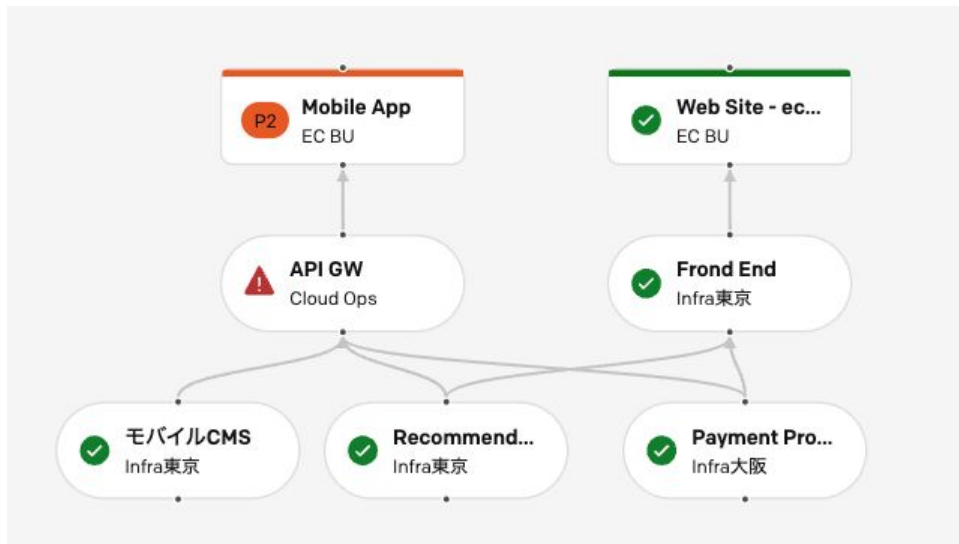 P2
Mobile App
EC BU
Web Site - ec...
EC BU
API GW
Cloud Ops
Frond End
Infra東京
モバイルCMS
Infra東京
Recommend...
Infra東京
Payment Pro...
Infra大阪